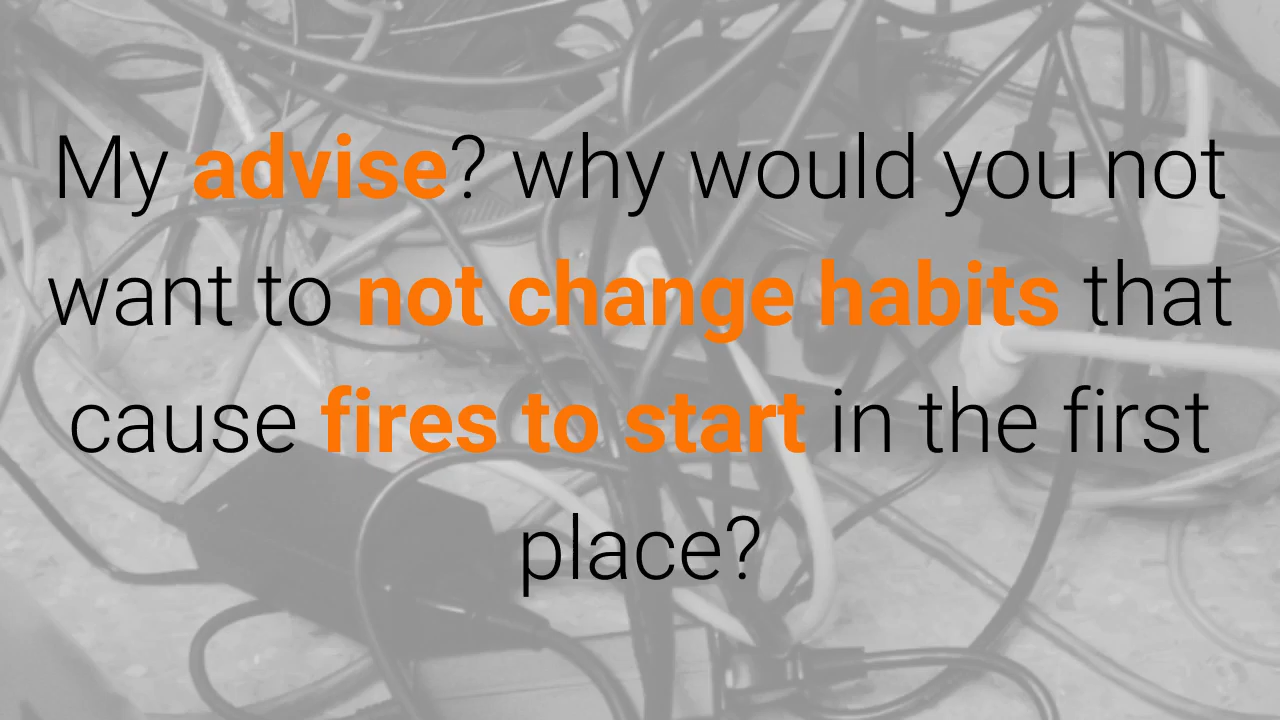 My advise? why would you not
want to not change habits that
cause fires to start in the first
place?